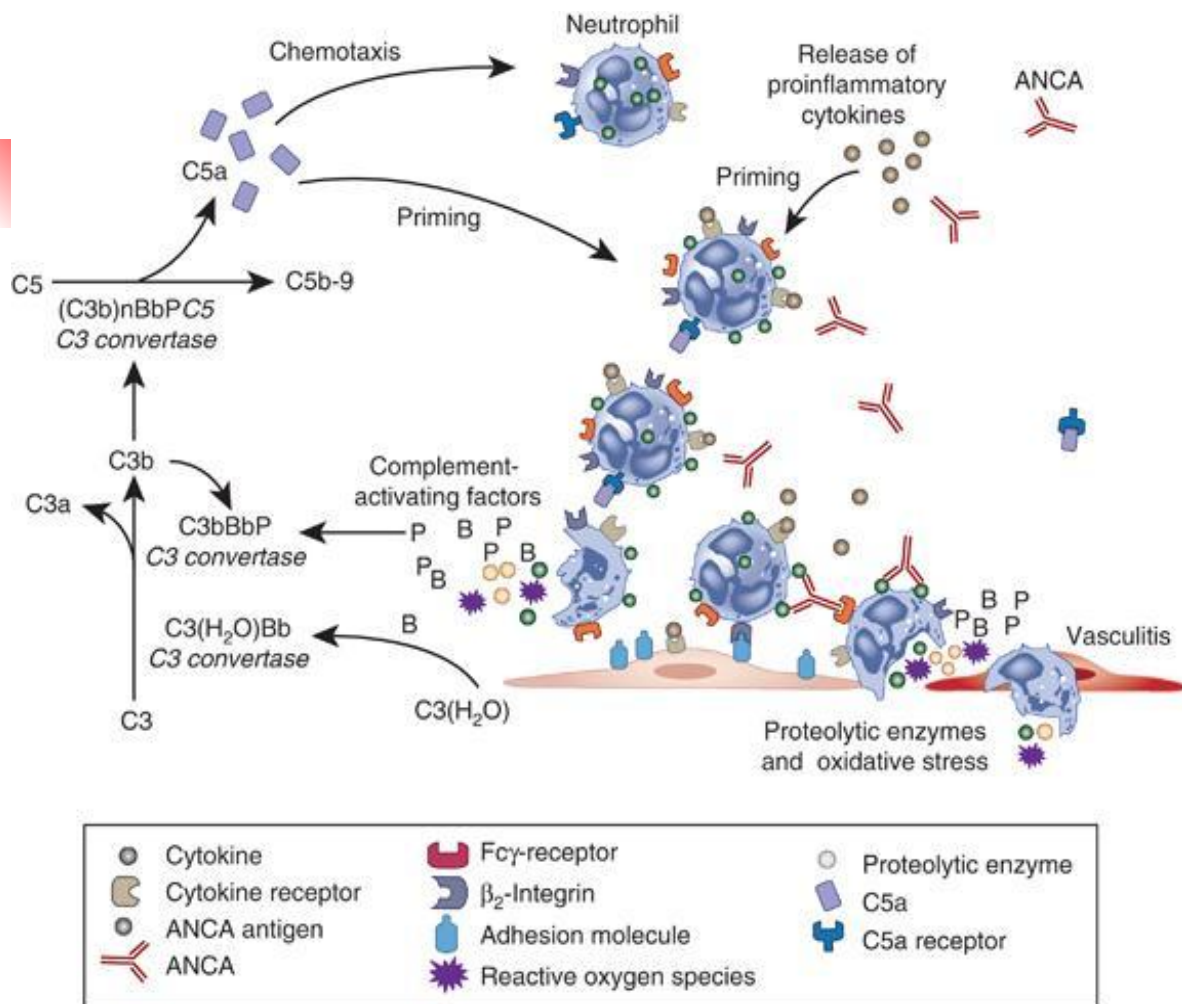 Neutrophil
Chemotaxis
Release of
proinflammatory
cytokines
ANCA
C5a
Priming
Priming
C5
C5b-9
(C3b)nBbPC5
C3 convertase
C3b
C3a
Complement-
activating factors
C3bBbP
C3 convertase
P
B
P
P
B
P
B
B
P
P
B
P
Vasculitis
C3(H₂O)Bb
C3 convertase
B
C3
C3(H₂O)
Proteolytic enzymes
and oxidative stress
Cytokine
Cytokine receptor
ANCA antigen
ANCA
Fcγ-receptor
β₂-Integrin
Adhesion molecule
Reactive oxygen species
Proteolytic enzyme
C5a
C5a receptor